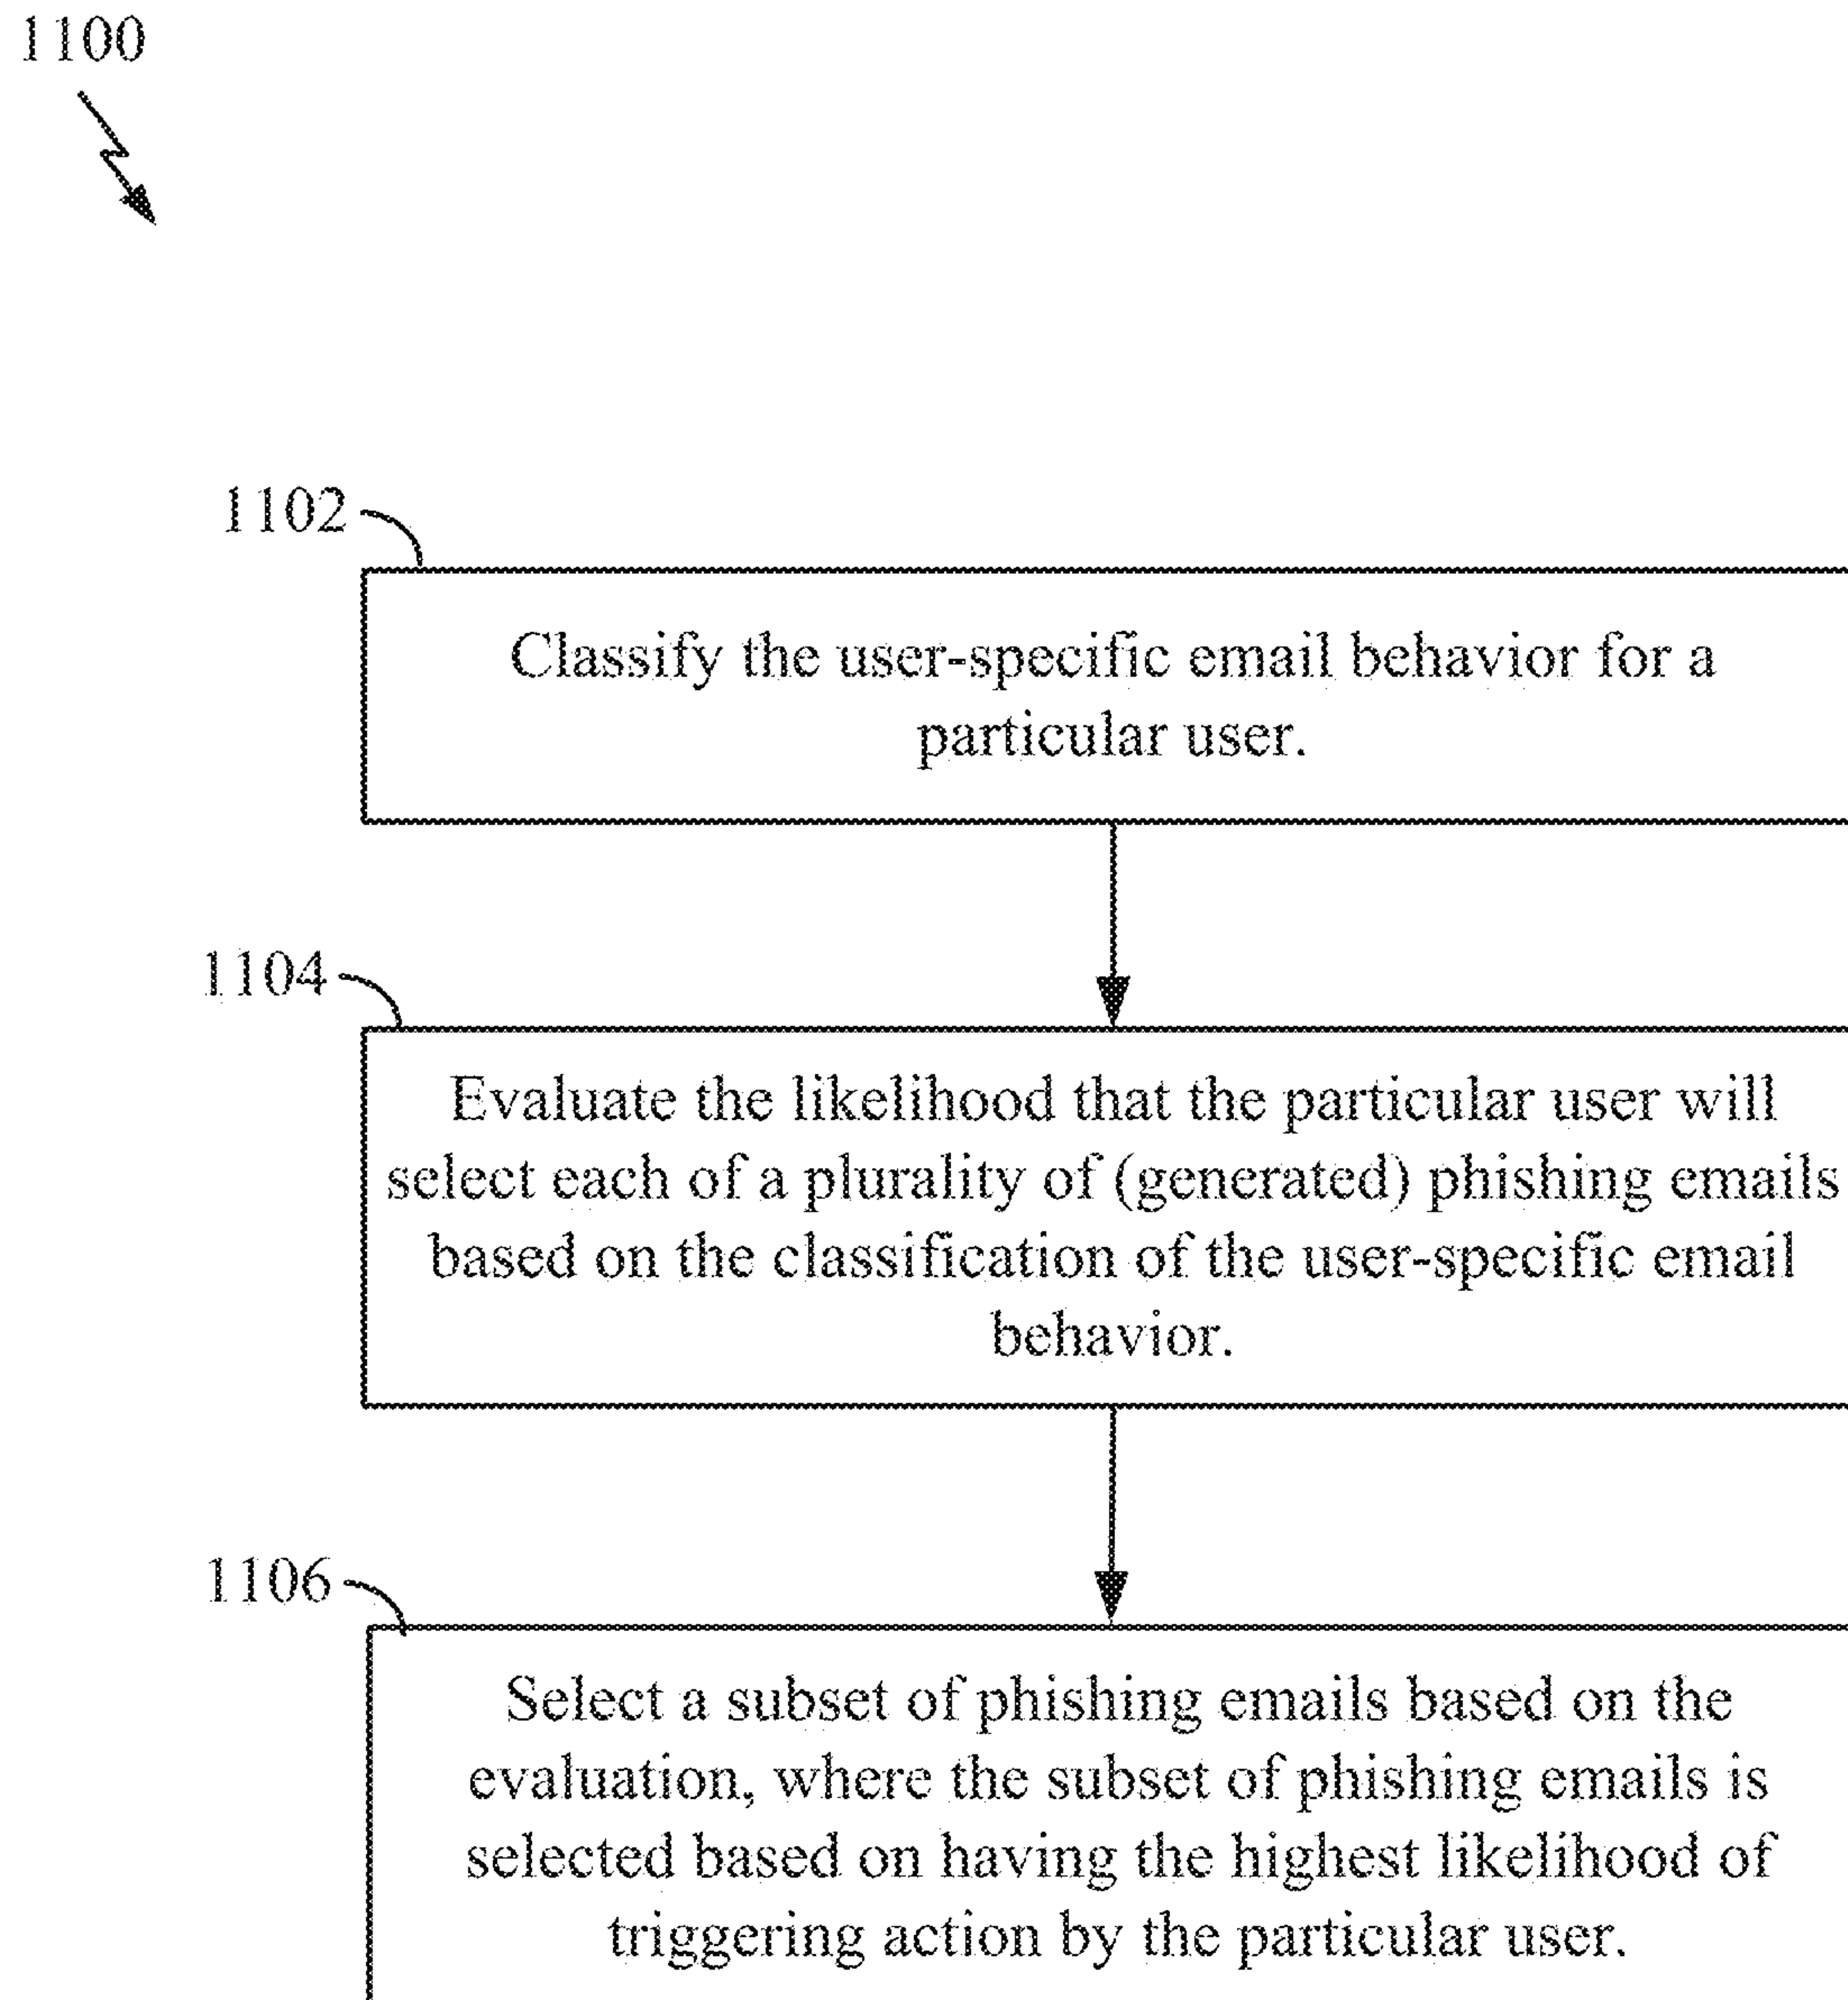 1100
1102
Classify the user-specific email behavior for a
particular user.
1104
Evaluate the likelihood that the particular user will
select each of a plurality of (generated) phishing emails
based on the classification of the user-specific email
behavior.
1106
Select a subset of phishing emails based on the
evaluation, where the subset of phishing emails is
selected based on having the highest likelihood of
triggering action by the particular user.